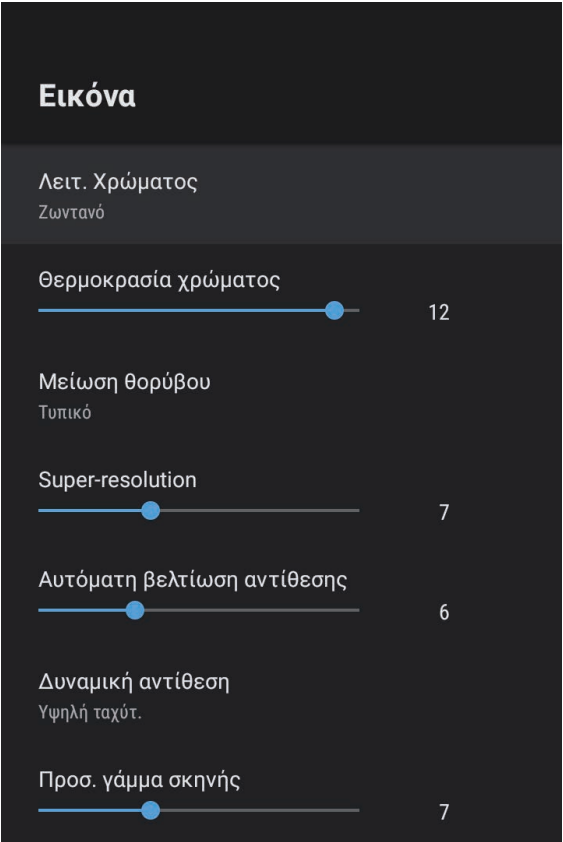 Εικόνα
Λειτ. Χρώματος
Ζωντανό
Θερμοκρασία χρώματος
12
Μείωση θορύβου
Τυπικό
Super-resolution
7
Αυτόματη βελτίωση αντίθεσης
6
Δυναμική αντίθεση
Υψηλή ταχύτ.
Προσ. γάμμα σκηνής
7